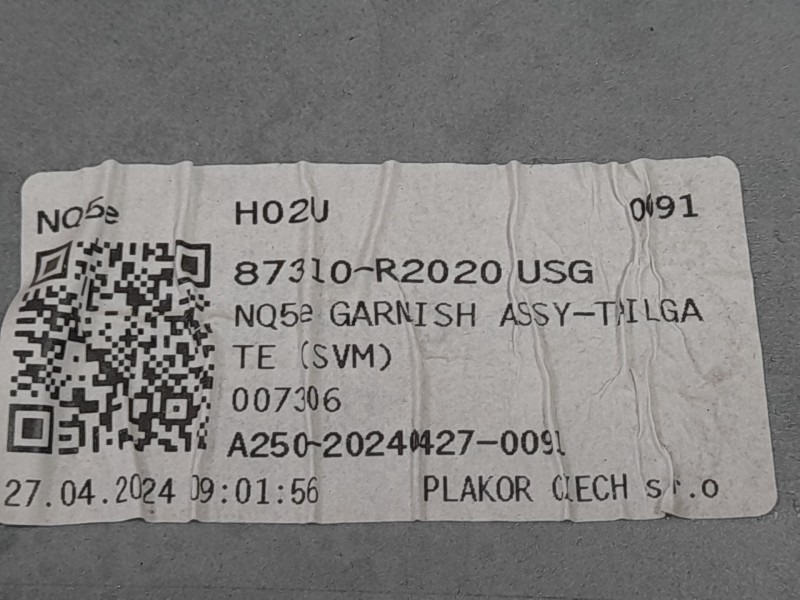 NQ5e H02U 0091
87310-R2020 USG
NQ5e GARNISH ASSY-TAILGA
TE (SVM)
007306
A250-20240427-0091
27.04.2024 09:01:56 PLAKOR CZECH s.r.o